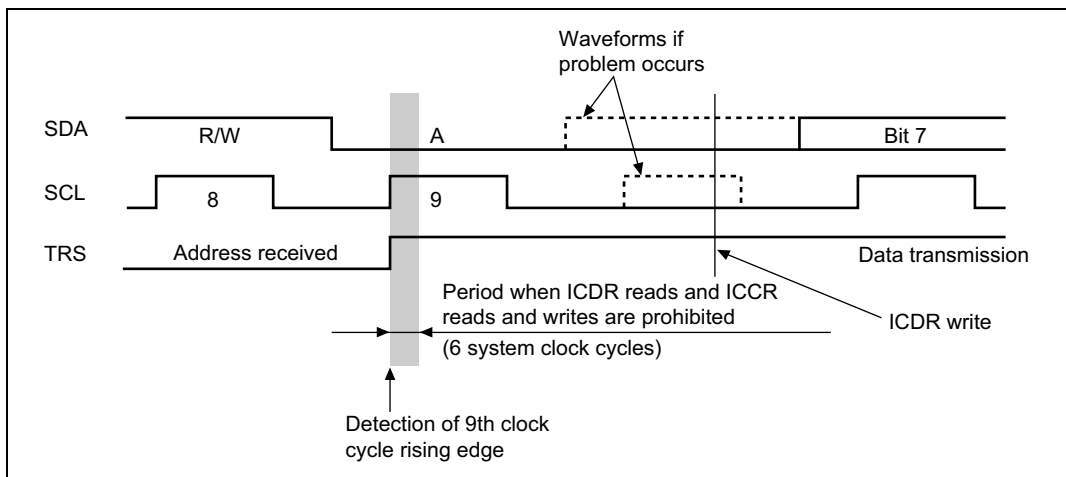 Waveforms if
problem occurs
SDA
R/W
A
Bit 7
SCL
8
9
TRS
Address received
Data transmission
Period when ICDR reads and ICCR
reads and writes are prohibited
(6 system clock cycles)
ICDR write
Detection of 9th clock
cycle rising edge